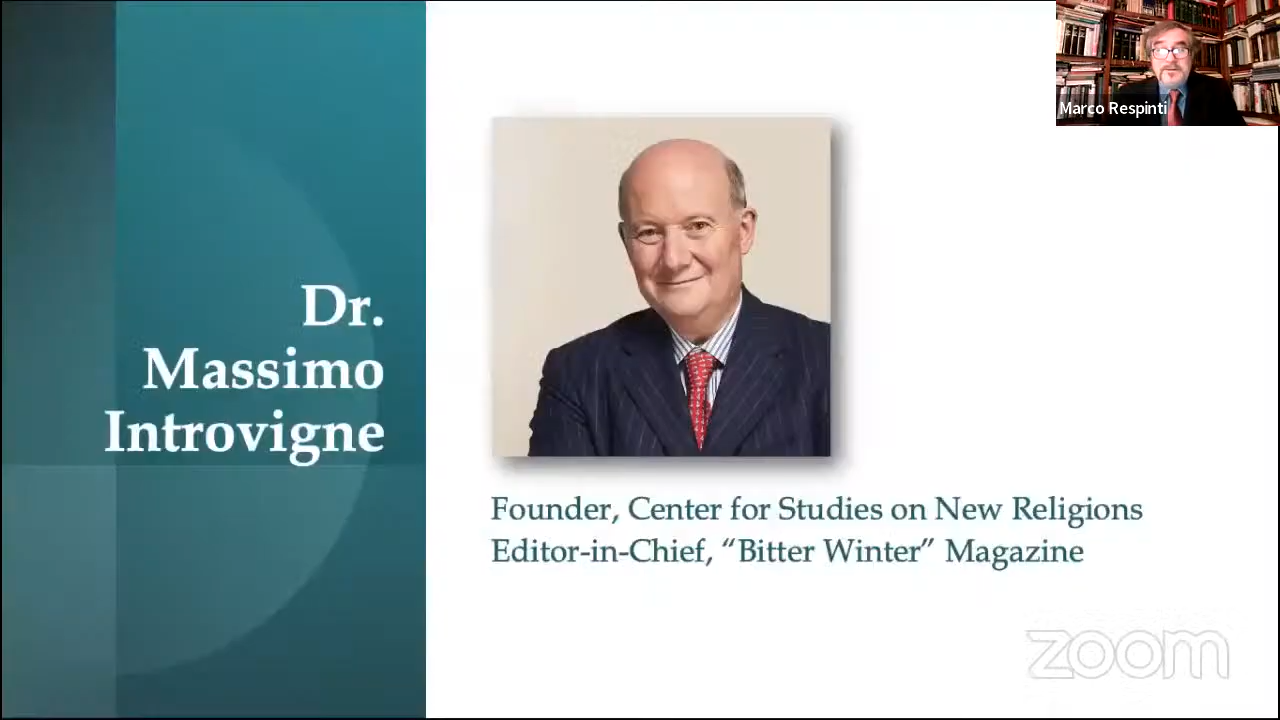 Marco Respinti
Dr.
Massimo
Introvigne
Founder, Center for Studies on New Religions
Editor-in-Chief, “Bitter Winter” Magazine
zoom